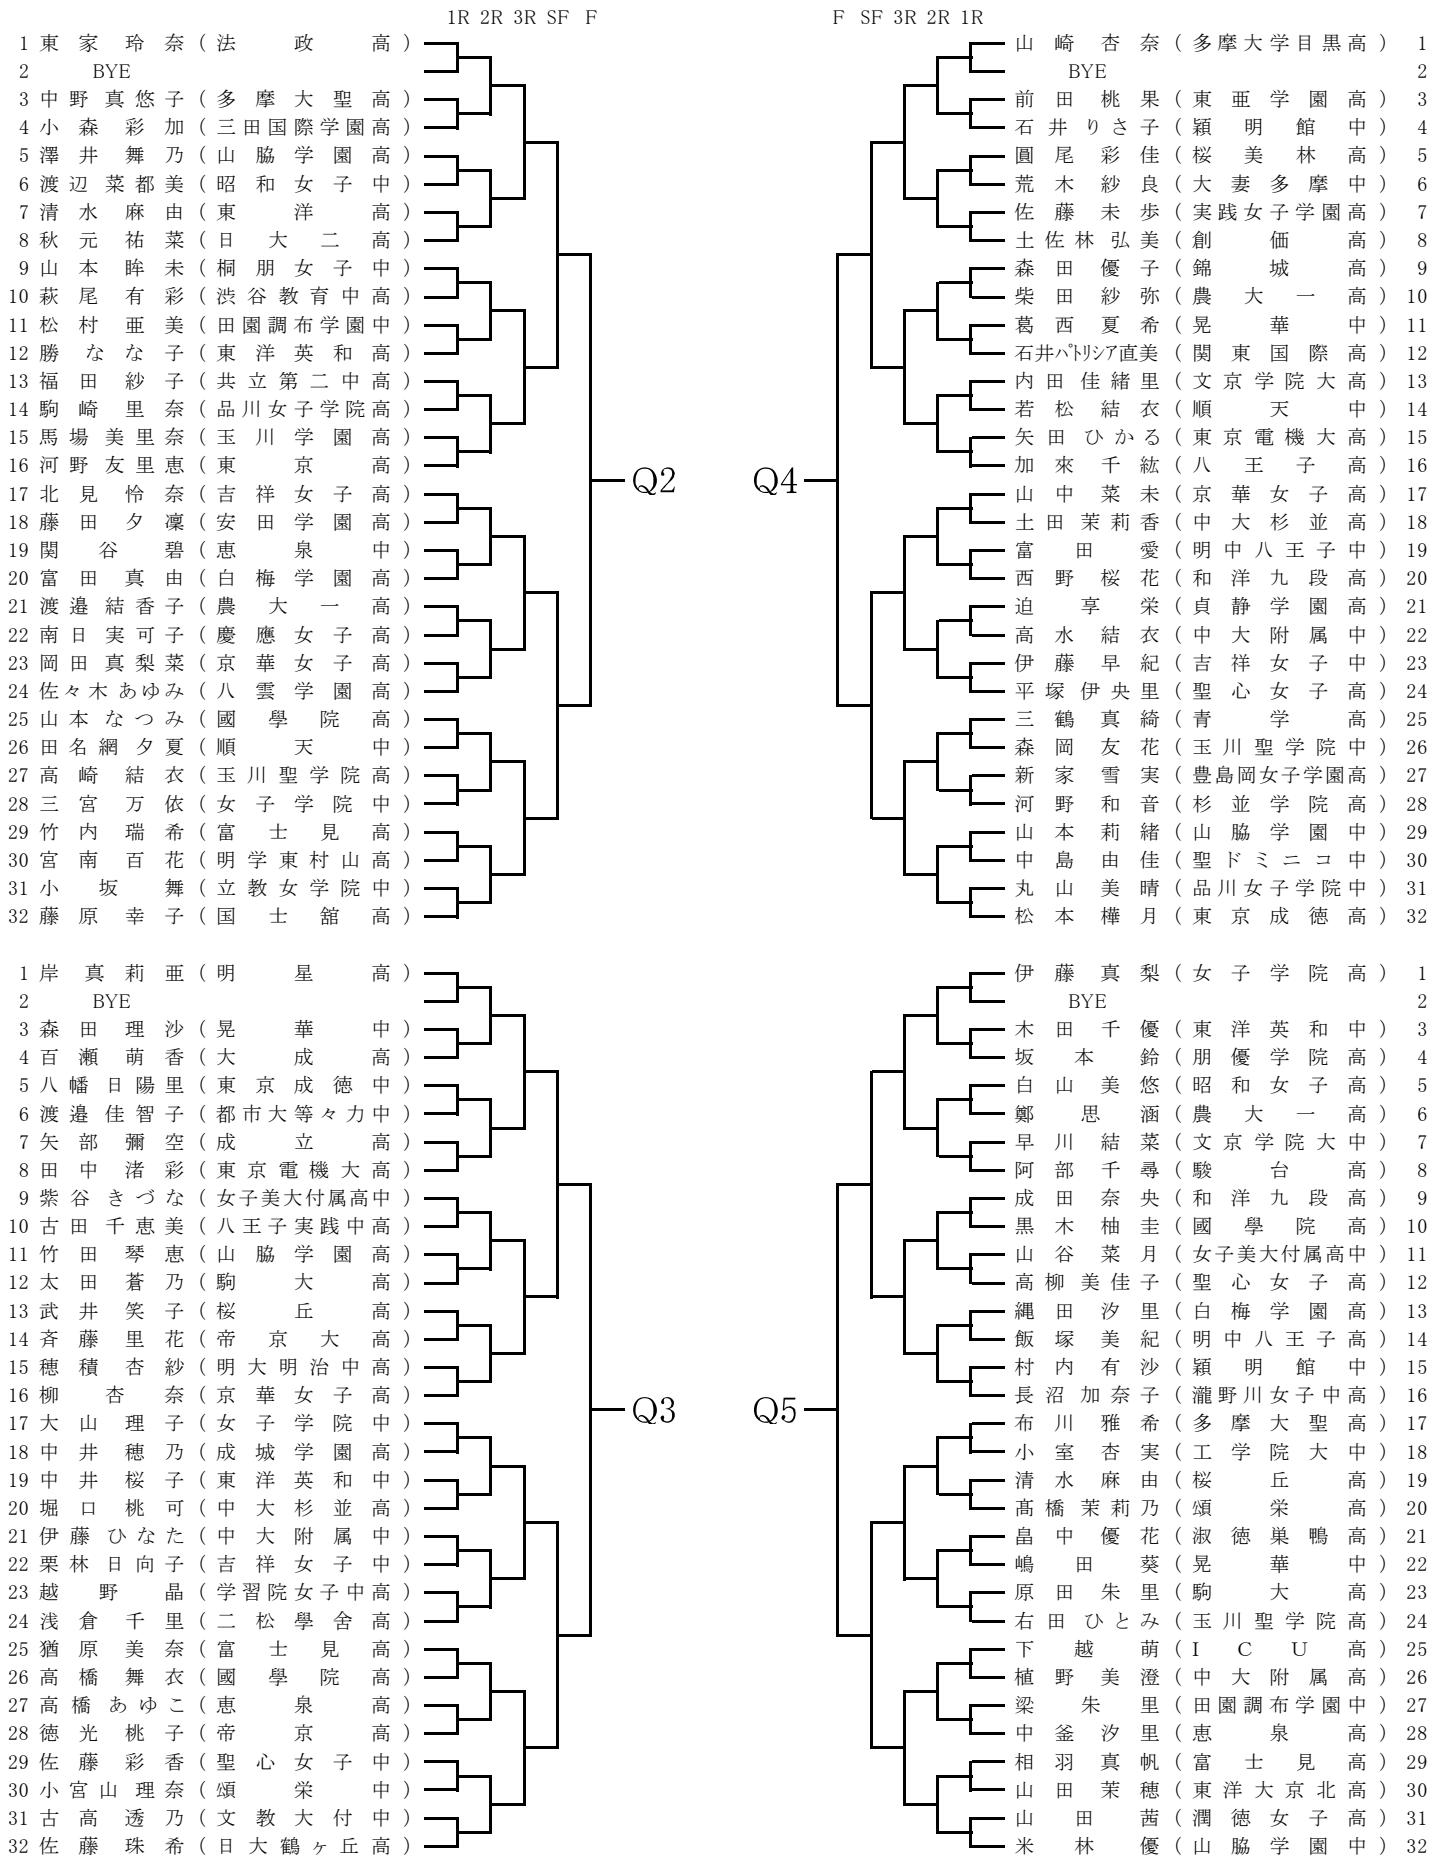 1R 2R 3R SF F
1 東家玲奈 (法政高)
2 BYE
3 中野真悠子 (多摩大聖高)
4 小森彩加 (三田国際学園高)
5 澤井舞乃 (山脇学園高)
6 渡辺菜都美 (昭和女子中)
7 清水麻由 (東洋高)
8 秋元祐菜 (日大二高)
9 山本眸未 (桐朋女子中)
10 萩尾有彩 (渋谷教育中高)
11 松村亜美 (田園調布学園中)
12 勝なな子 (東洋英和高)
13 福田紗子 (共立第二中高)
14 駒崎里奈 (品川女子学院高)
15 馬場美里奈 (玉川学園高)
16 河野友里恵 (東京高)
17 北見怜奈 (吉祥女子高)
18 藤田夕凜 (安田学園高)
19 関谷碧 (恵泉中)
20 富田真由 (白梅学園高)
21 渡邉結香子 (農大一高)
22 南日実可子 (慶應女子高)
23 岡田真梨菜 (京華女子高)
24 佐々木あゆみ (八雲学園高)
25 山本なつみ (國學院高)
26 田名網夕夏 (順天中)
27 高崎結衣 (玉川聖学院高)
28 三宮万依 (女子学院中)
29 竹内瑞希 (富士見高)
30 宮南百花 (明学東村山高)
31 小坂舞 (立教女学院中)
32 藤原幸子 (国士舘高)
Q2
F SF 3R 2R 1R
山崎杏奈 (多摩大学目黒高) 1
BYE 2
前田桃果 (東亜学園高) 3
石井りさ子 (穎明館中) 4
圓尾彩佳 (桜美林高) 5
荒木紗良 (大妻多摩中) 6
佐藤未歩 (実践女子学園高) 7
土佐林弘美 (創価高) 8
森田優子 (錦城高) 9
柴田紗弥 (農大一高) 10
葛西夏希 (晃華中) 11
石井ﾊﾟﾄﾘｼｱ直美 (関東国際高) 12
内田佳緒里 (文京学院大高) 13
若松結衣 (順天中) 14
矢田ひかる (東京電機大高) 15
加來千紘 (八王子高) 16
山中菜未 (京華女子高) 17
土田茉莉香 (中大杉並高) 18
富田愛 (明中八王子中) 19
西野桜花 (和洋九段高) 20
迫享栄 (貞静学園高) 21
高水結衣 (中大附属中) 22
伊藤早紀 (吉祥女子中) 23
平塚伊央里 (聖心女子高) 24
三鶴真綺 (青学高) 25
森岡友花 (玉川聖学院中) 26
新家雪実 (豊島岡女子学園高) 27
河野和音 (杉並学院高) 28
山本莉緒 (山脇学園中) 29
中島由佳 (聖ドミニコ中) 30
丸山美晴 (品川女子学院中) 31
松本樺月 (東京成徳高) 32
Q4
1 岸真莉亜 (明星高)
2 BYE
3 森田理沙 (晃華中)
4 百瀬萌香 (大成高)
5 八幡日陽里 (東京成徳中)
6 渡邉佳智子 (都市大等々力中)
7 矢部彌空 (成立高)
8 田中渚彩 (東京電機大高)
9 紫谷きづな (女子美大付属高中)
10 古田千恵美 (八王子実践中高)
11 竹田琴恵 (山脇学園高)
12 太田蒼乃 (駒大高)
13 武井笑子 (桜丘高)
14 斉藤里花 (帝京大高)
15 穂積杏紗 (明大明治中高)
16 柳杏奈 (京華女子高)
17 大山理子 (女子学院中)
18 中井穂乃 (成城学園高)
19 中井桜子 (東洋英和中)
20 堀口桃可 (中大杉並高)
21 伊藤ひなた (中大附属中)
22 栗林日向子 (吉祥女子中)
23 越野晶 (学習院女子中高)
24 浅倉千里 (二松學舍高)
25 猶原美奈 (富士見高)
26 高橋舞衣 (國學院高)
27 高橋あゆこ (恵泉高)
28 徳光桃子 (帝京高)
29 佐藤彩香 (聖心女子中)
30 小宮山理奈 (頌栄中)
31 古高透乃 (文教大付中)
32 佐藤珠希 (日大鶴ヶ丘高)
Q3
伊藤真梨 (女子学院高) 1
BYE 2
木田千優 (東洋英和中) 3
坂本鈴 (朋優学院高) 4
白山美悠 (昭和女子高) 5
鄭思涵 (農大一高) 6
早川結菜 (文京学院大中) 7
阿部千尋 (駿台高) 8
成田奈央 (和洋九段高) 9
黒木柚圭 (國學院高) 10
山谷菜月 (女子美大付属高中) 11
高柳美佳子 (聖心女子高) 12
縄田汐里 (白梅学園高) 13
飯塚美紀 (明中八王子高) 14
村内有沙 (穎明館中) 15
長沼加奈子 (瀧野川女子中高) 16
布川雅希 (多摩大聖高) 17
小室杏実 (工学院大中) 18
清水麻由 (桜丘高) 19
髙橋茉莉乃 (頌栄高) 20
畠中優花 (淑徳巣鴨高) 21
嶋田葵 (晃華中) 22
原田朱里 (駒大高) 23
右田ひとみ (玉川聖学院高) 24
下越萌 (ICU高) 25
植野美澄 (中大附属高) 26
梁朱里 (田園調布学園中) 27
中釜汐里 (恵泉高) 28
相羽真帆 (富士見高) 29
山田茉穂 (東洋大京北高) 30
山田茜 (潤徳女子高) 31
米林優 (山脇学園中) 32
Q5